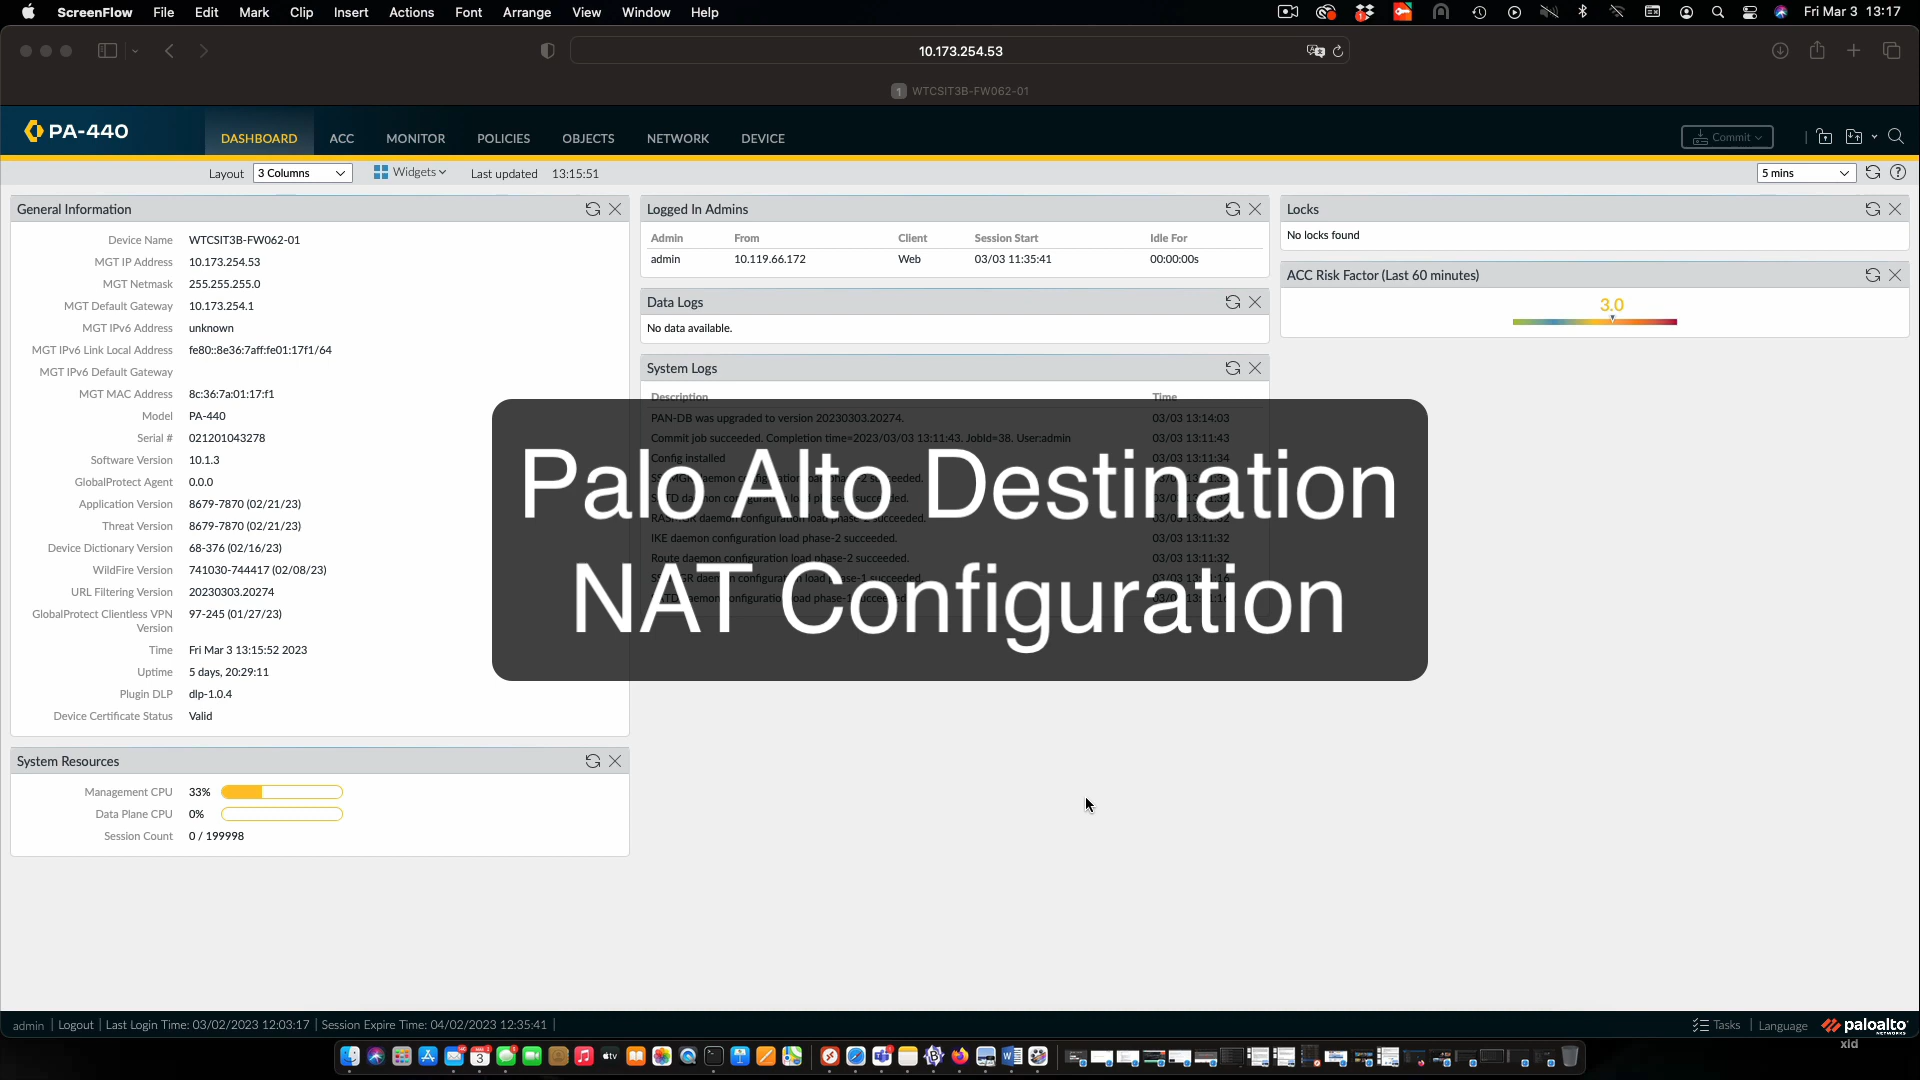 ScreenFlow File Edit Mark Clip Insert Actions Font Arrange View Window Help Fri Mar 3 13:17
10.173.254.53
1 WTCSIT3B-FW062-01
PA-440 DASHBOARD ACC MONITOR POLICIES OBJECTS NETWORK DEVICE Commit
Layout 3 Columns Widgets Last updated 13:15:51 5 mins
General Information
Device Name WTCSIT3B-FW062-01
MGT IP Address 10.173.254.53
MGT Netmask 255.255.255.0
MGT Default Gateway 10.173.254.1
MGT IPv6 Address unknown
MGT IPv6 Link Local Address fe80::8e36:7aff:fe01:17f1/64
MGT IPv6 Default Gateway
MGT MAC Address 8c:36:7a:01:17:f1
Model PA-440
Serial # 021201043278
Software Version 10.1.3
GlobalProtect Agent 0.0.0
Application Version 8679-7870 (02/21/23)
Threat Version 8679-7870 (02/21/23)
Device Dictionary Version 68-376 (02/16/23)
WildFire Version 741030-744417 (02/08/23)
URL Filtering Version 20230303.20274
GlobalProtect Clientless VPN Version 97-245 (01/27/23)
Time Fri Mar 3 13:15:52 2023
Uptime 5 days, 20:29:11
Plugin DLP dlp-1.0.4
Device Certificate Status Valid
System Resources
Management CPU 33%
Data Plane CPU 0%
Session Count 0 / 199998
Logged In Admins
Admin From Client Session Start Idle For
admin 10.119.66.172 Web 03/03 11:35:41 00:00:00s
Data Logs
No data available.
System Logs
Description Time
PAN-DB was upgraded to version 20230303.20274. 03/03 13:14:03
Commit job succeeded. Completion time=2023/03/03 13:11:43. JobId=38. User:admin 03/03 13:11:43
Config installed 03/03 13:11:34
IKE daemon configuration load phase-2 succeeded. 03/03 13:11:32
Route daemon configuration load phase-2 succeeded. 03/03 13:11:32
Palo Alto Destination
NAT Configuration
Locks
No locks found
ACC Risk Factor (Last 60 minutes)
3.0
admin Logout Last Login Time: 03/02/2023 12:03:17 Session Expire Time: 04/02/2023 12:35:41 Tasks Language paloalto
NETWORKS
xld